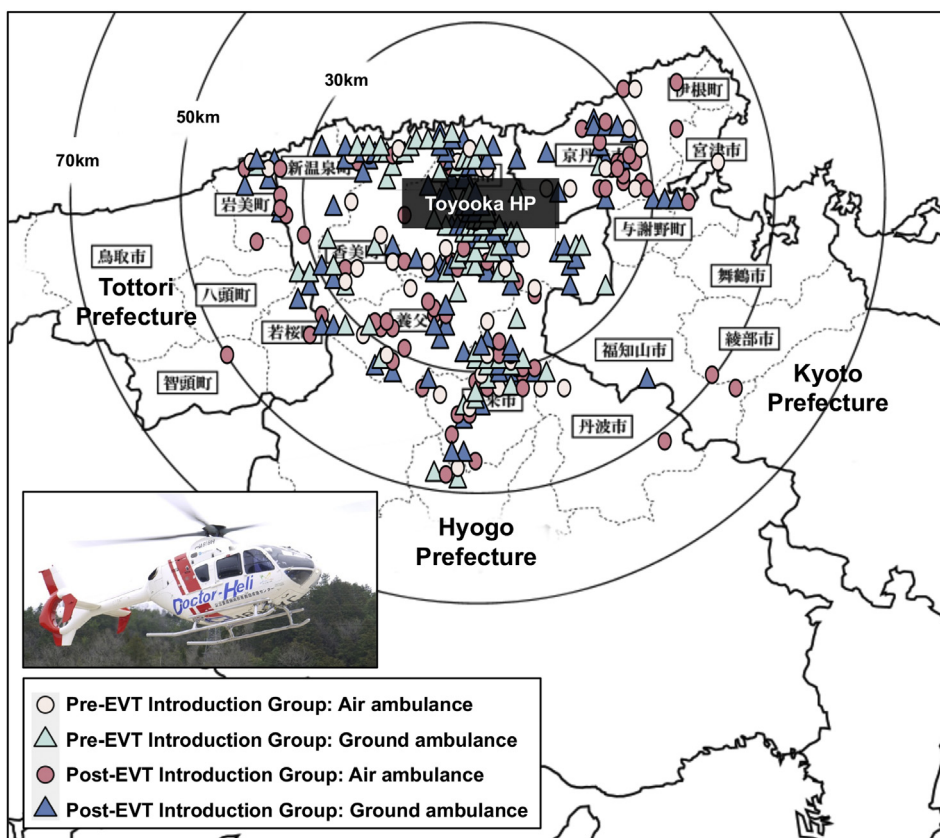 30km
50km
70km
伊根町
宮津市
京丹
新温泉町
岩美町
Toyooka HP
与謝野町
香美
鳥取市
舞鶴市
Tottori
Prefecture
八頭町
若桜
養父
福知山市
綾部市
智頭町
Kyoto
Prefecture
来市
丹波市
Hyogo
Prefecture
Doctor-Heli
Pre-EVT Introduction Group: Air ambulance
Pre-EVT Introduction Group: Ground ambulance
Post-EVT Introduction Group: Air ambulance
Post-EVT Introduction Group: Ground ambulance